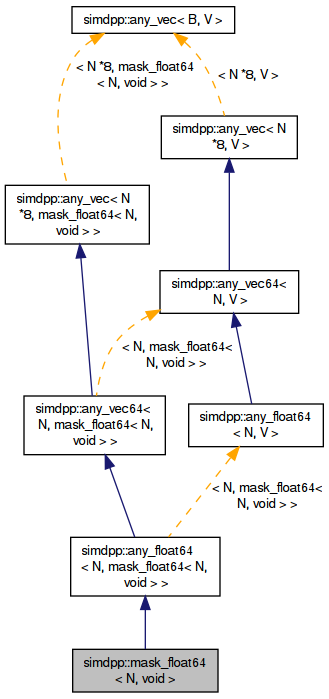 simdpp::any_vec< B, V >
< N *8, mask_float64
< N, void > >
< N *8, V >
simdpp::any_vec< N
*8, V >
simdpp::any_vec< N
*8, mask_float64< N,
void > >
simdpp::any_vec64<
N, V >
< N, mask_float64<
N, void > >
simdpp::any_vec64<
N, mask_float64< N,
void > >
simdpp::any_float64
< N, V >
< N, mask_float64<
N, void > >
simdpp::any_float64
< N, mask_float64< N,
void > >
simdpp::mask_float64
< N, void >